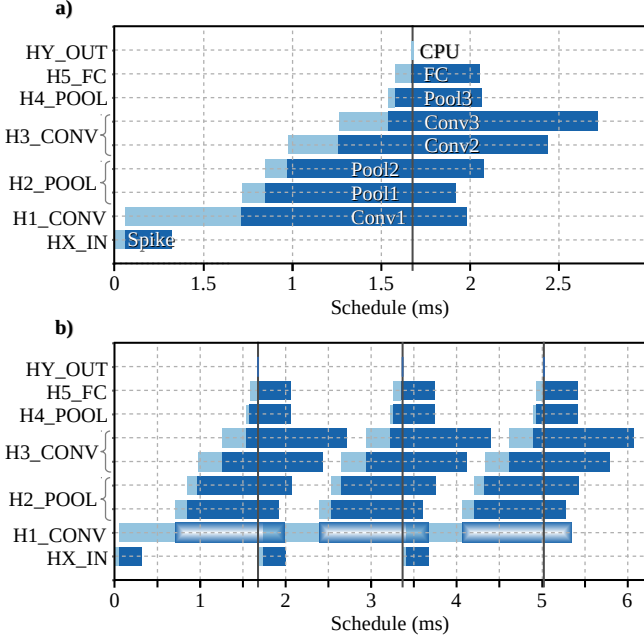 a)
HY_OUT
CPU
H5_FC
FC
H4_POOL
Pool3
H3_CONV
Conv3
Conv2
H2_POOL
Pool2
Pool1
H1_CONV
Conv1
HX_IN
Spike
0 1.5 1 1.5 2 2.5
Schedule (ms)
b)
HY_OUT
H5_FC
H4_POOL
H3_CONV
H2_POOL
H1_CONV
HX_IN
0 1 2 3 4 5 6
Schedule (ms)